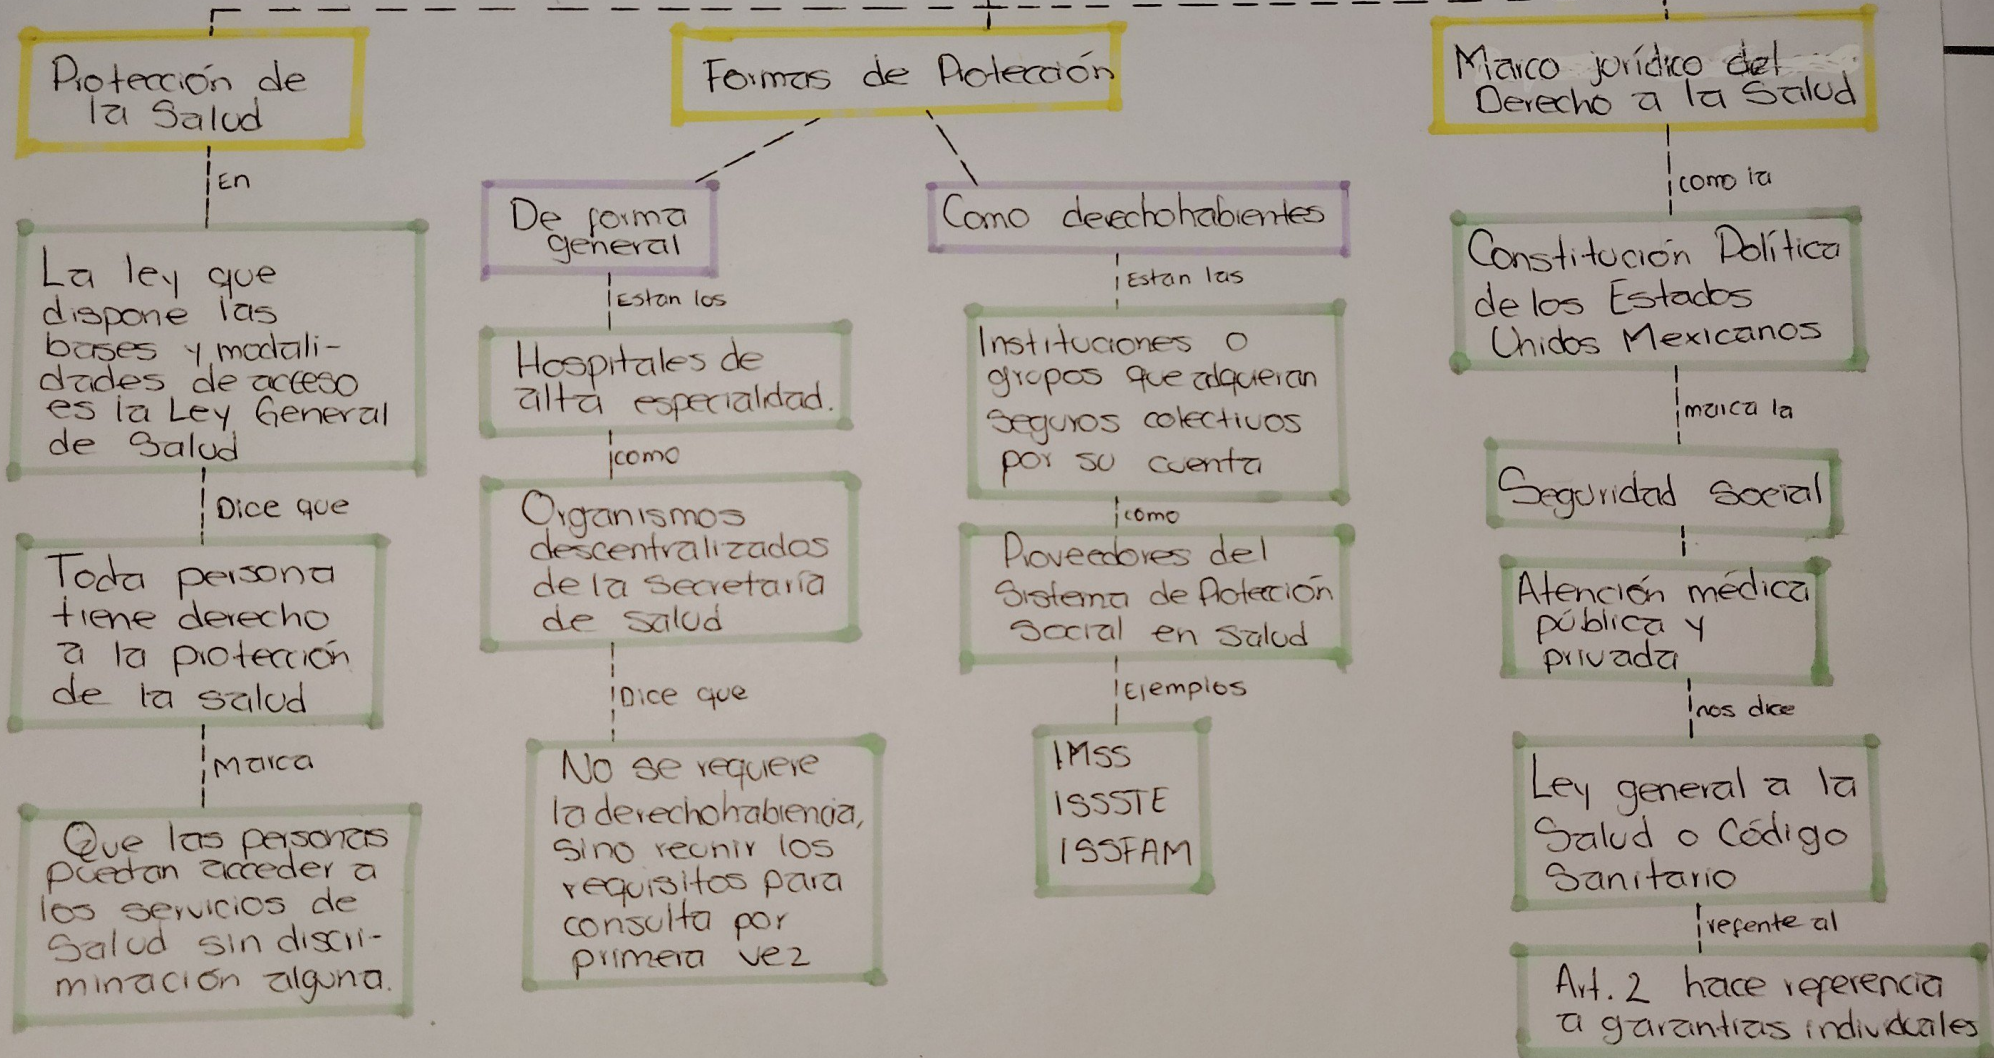 Protección de
la Salud
En
La ley que
dispone las
bases y modali-
dades de acceso
es la Ley General
de Salud
Dice que
Toda persona
tiene derecho
a la protección
de la salud
Marca
Que las personas
puedan acceder a
los servicios de
Salud sin discri-
minación alguna.
Formas de Protección
De forma
general
Estan los
Hospitales de
alta especialidad.
como
Organismos
descentralizados
de la secretaría
de salud
Dice que
No se requiere
la derechohabiencia,
sino reunir los
requisitos para
consulta por
primera vez
Como derechohabientes
Estan las
Instituciones o
grupos que adquieran
seguros colectivos
por su cuenta
como
Proveedores del
Sistema de Protección
Social en Salud
Ejemplos
IMSS
ISSSTE
ISSFAM
Marco jurídico del
Derecho a la Salud
como la
Constitución Política
de los Estados
Unidos Mexicanos
marca la
Seguridad social
Atención médica
pública y
privada
nos dice
Ley general a la
Salud o Código
Sanitario
refente al
Art. 2 hace referencia
a garantías individuales